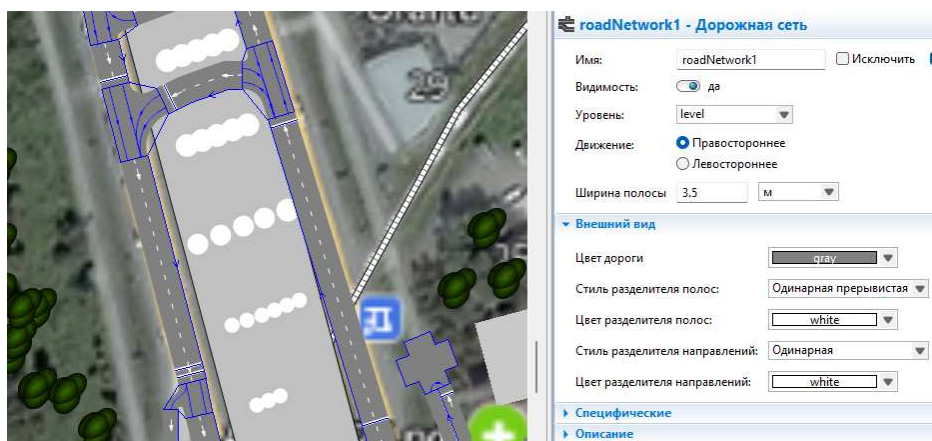 29
roadNetwork1 - Дорожная сеть
Имя: roadNetwork1 Исключить
Видимость: да
Уровень: level
Движение: Правостороннее
Левостороннее
Ширина полосы 3.5 м
Внешний вид
Цвет дороги gray
Стиль разделителя полос: Одинарная прерывистая
Цвет разделителя полос: white
Стиль разделителя направлений: Одинарная
Цвет разделителя направлений: white
Специфические
Описание